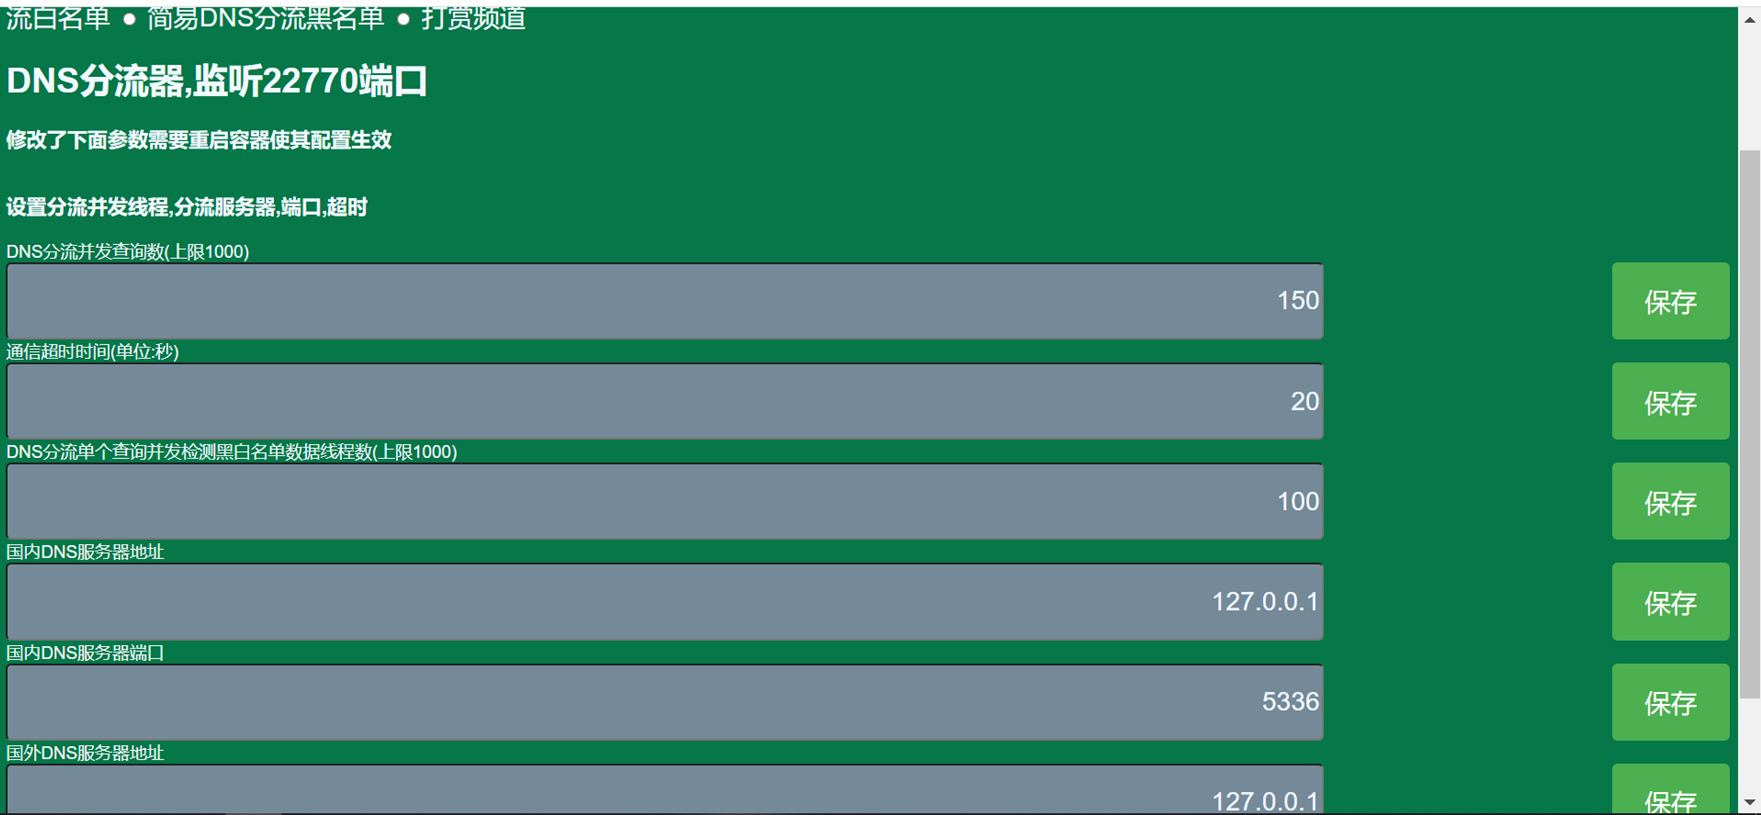 流白名单 简易DNS分流黑名单 打赏频道
DNS分流器,监听22770端口
修改了下面参数需要重启容器使其配置生效
设置分流并发线程,分流服务器,端口,超时
DNS分流并发查询数(上限1000)
150
保存
通信超时时间(单位:秒)
20
保存
DNS分流单个查询并发检测黑白名单数据线程数(上限1000)
100
保存
国内DNS服务器地址
127.0.0.1
保存
国内DNS服务器端口
5336
保存
国外DNS服务器地址
127.0.0.1
保存